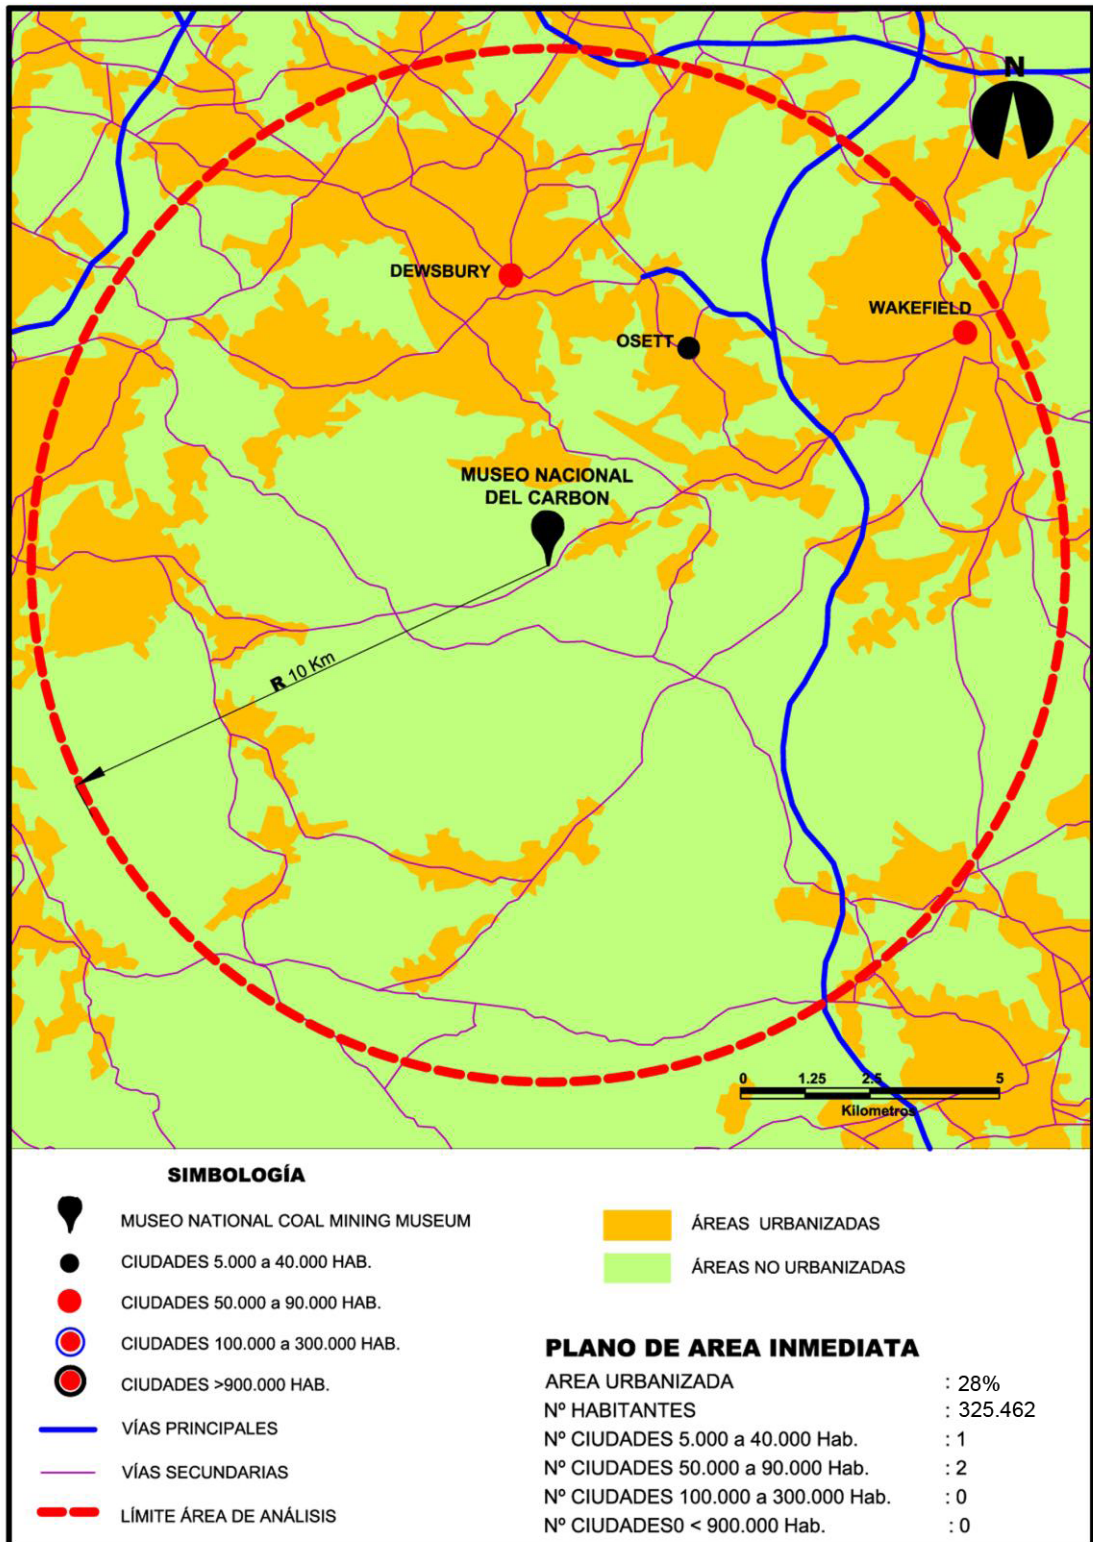 N
DEWSBURY
WAKEFIELD
OSETT
MUSEO NACIONAL
DEL CARBON
R 10 Km
0 1.25 2.5 5
Kilometros
SIMBOLOGÍA
MUSEO NATIONAL COAL MINING MUSEUM
CIUDADES 5.000 a 40.000 HAB.
CIUDADES 50.000 a 90.000 HAB.
CIUDADES 100.000 a 300.000 HAB.
CIUDADES >900.000 HAB.
VÍAS PRINCIPALES
VÍAS SECUNDARIAS
LÍMITE ÁREA DE ANÁLISIS
ÁREAS URBANIZADAS
ÁREAS NO URBANIZADAS
PLANO DE AREA INMEDIATA
AREA URBANIZADA : 28%
Nº HABITANTES : 325.462
Nº CIUDADES 5.000 a 40.000 Hab. : 1
Nº CIUDADES 50.000 a 90.000 Hab. : 2
Nº CIUDADES 100.000 a 300.000 Hab. : 0
Nº CIUDADES0 < 900.000 Hab. : 0